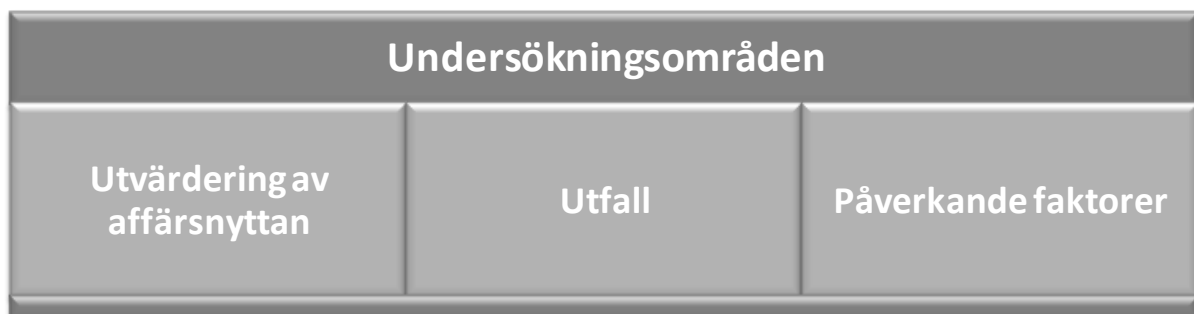 Undersökningsområden
Utvärdering av
affärsnyttan
Utfall
Påverkande faktorer